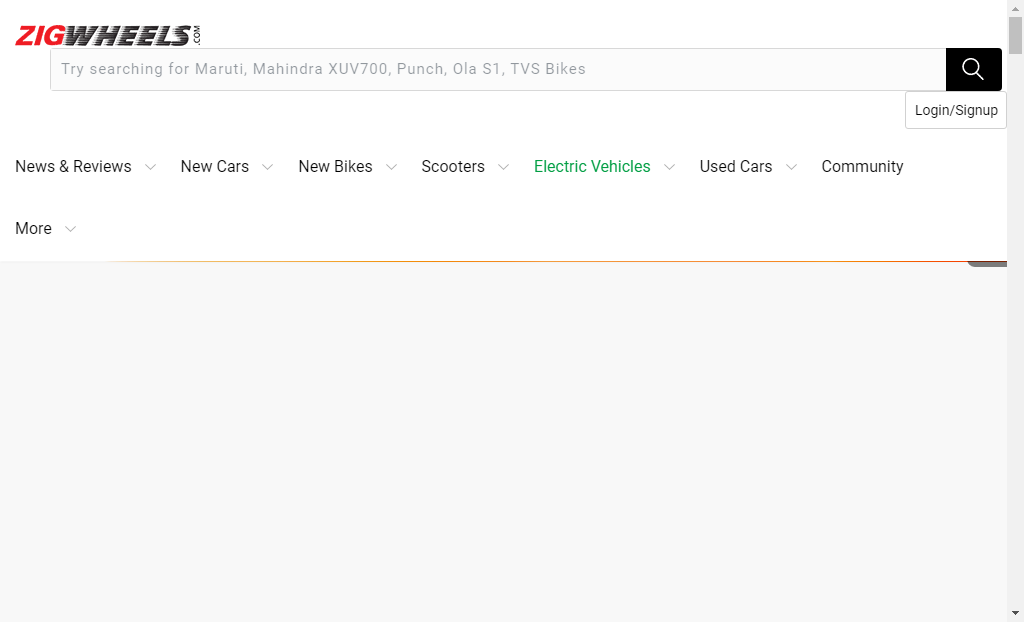 ZIGWHEELS.COM
Try searching for Maruti, Mahindra XUV700, Punch, Ola S1, TVS Bikes
Login/Signup
News & Reviews New Cars New Bikes Scooters Electric Vehicles Used Cars Community
More